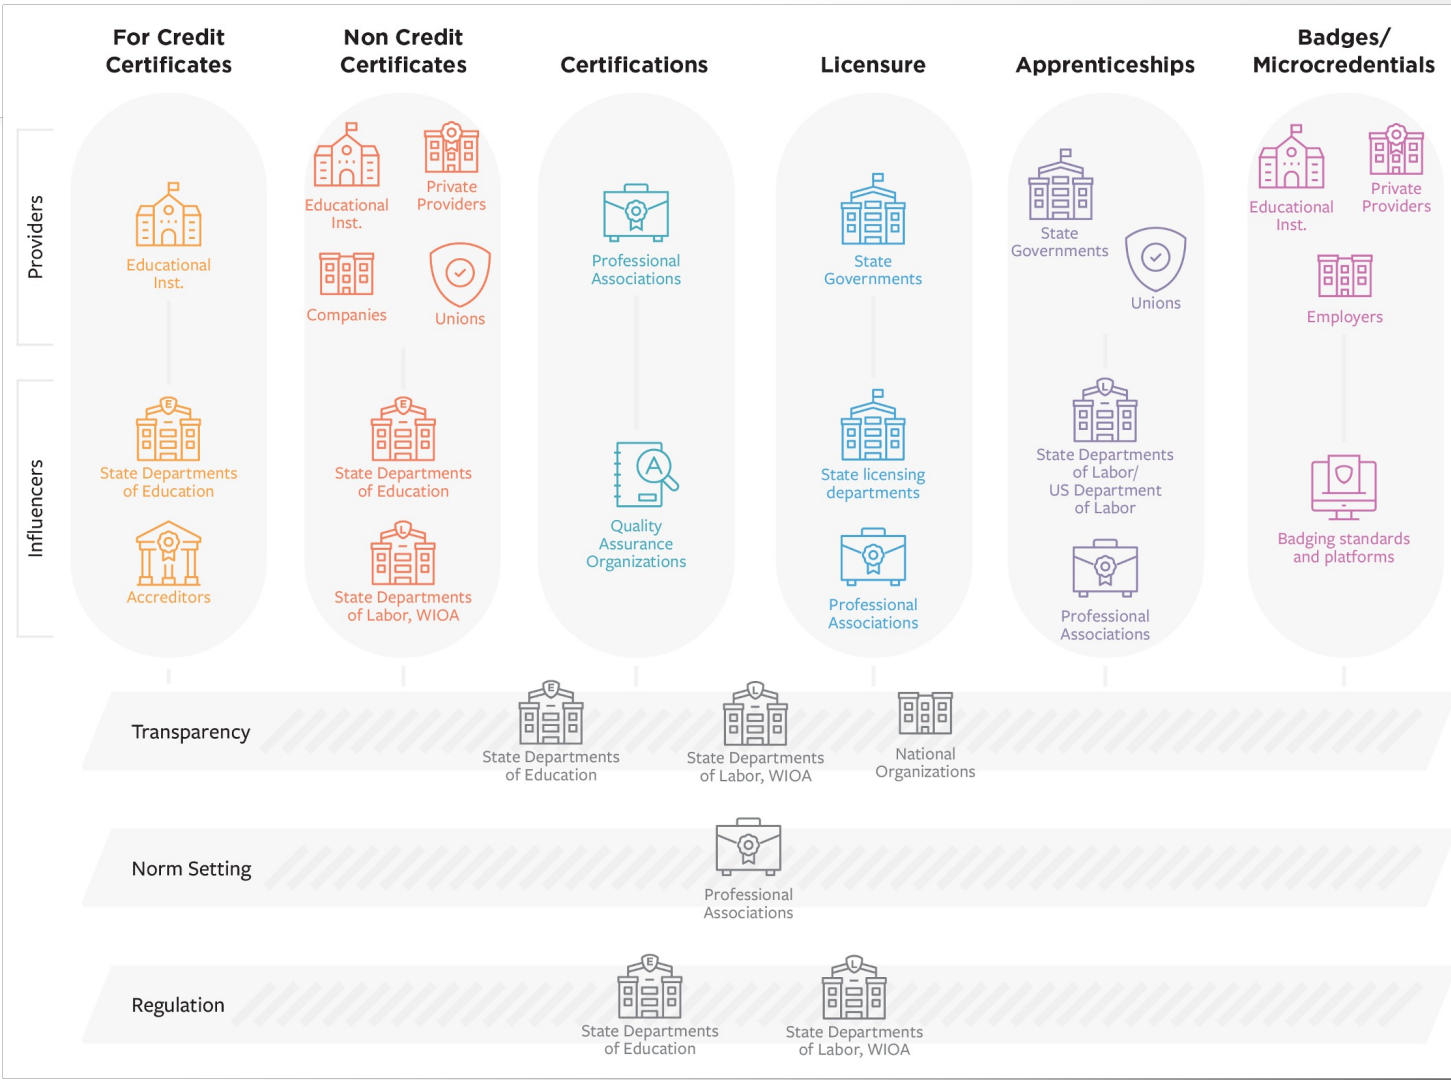 For Credit
Certificates
Non Credit
Certificates
Certifications
Licensure
Apprenticeships
Badges/
Microcredentials
Providers
Educational
Inst.
Educational
Inst.
Private
Providers
Companies
Unions
Professional
Associations
State
Governments
State
Governments
Unions
Educational
Inst.
Private
Providers
Employers
Influencers
E
State Departments
of Education
Accreditors
E
State Departments
of Education
L
State Departments
of Labor, WIOA
A
Quality
Assurance
Organizations
State licensing
departments
Professional
Associations
L
State Departments
of Labor/
US Department
of Labor
Professional
Associations
Badging standards
and platforms
Transparency
E
State Departments
of Education
L
State Departments
of Labor, WIOA
National
Organizations
Norm Setting
Professional
Associations
Regulation
E
State Departments
of Education
L
State Departments
of Labor, WIOA